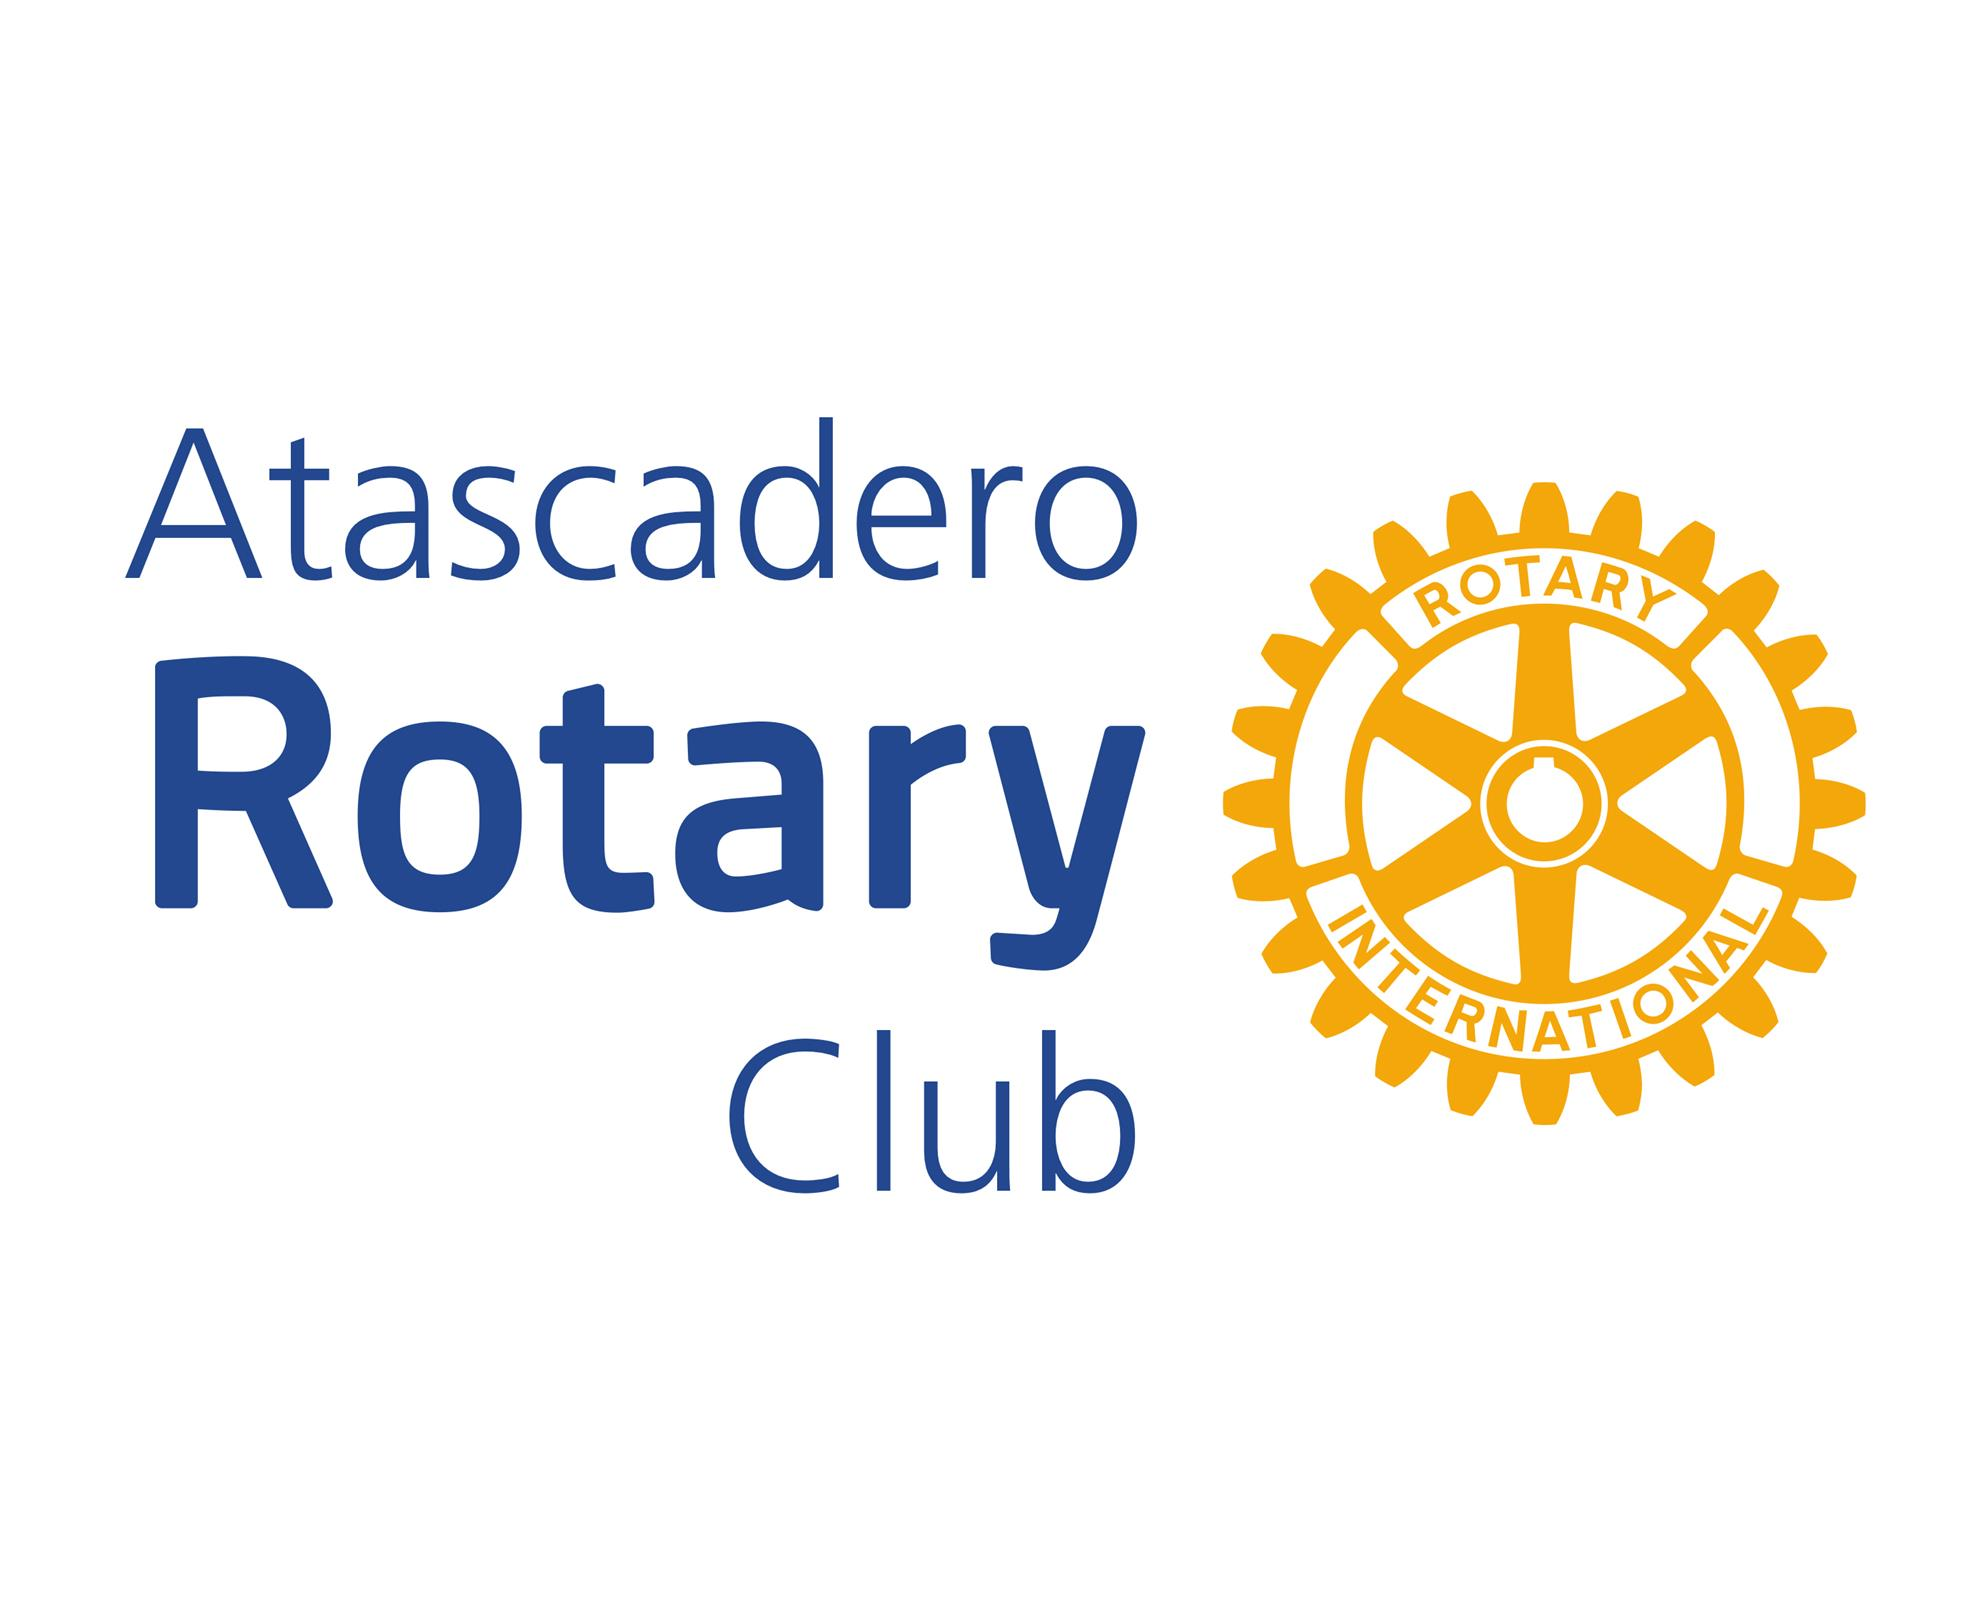 Atascadero
Rotary
Club
ROTARY
INTERNATIONAL